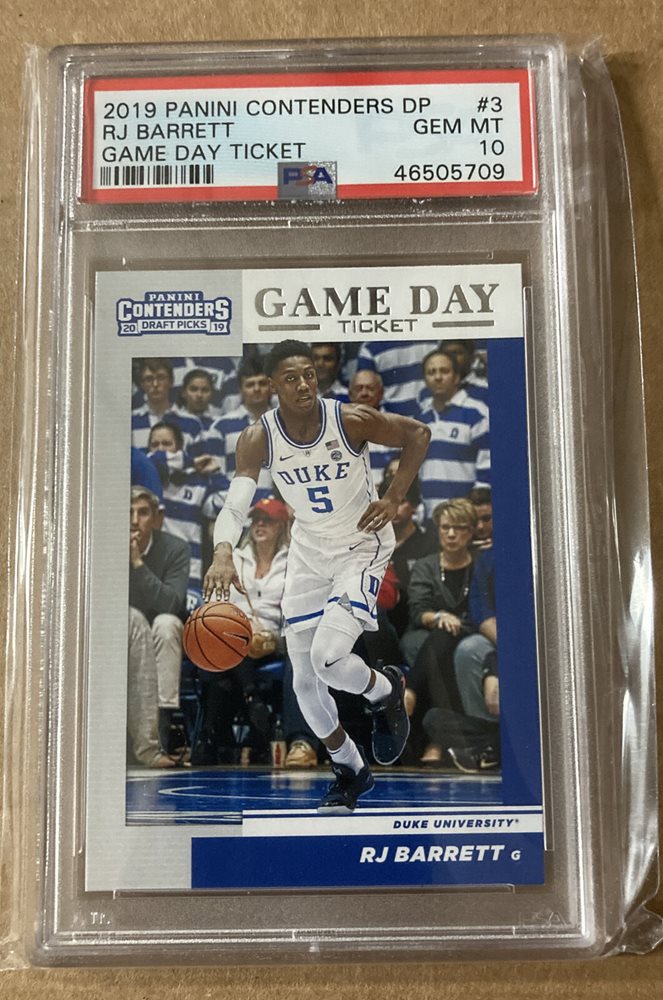 2019 PANINI CONTENDERS DP #3
RJ BARRETT GEM MT
GAME DAY TICKET 10
PSA 46505709
PANINI
CONTENDERS
20 DRAFT PICKS 19
GAME DAY
TICKET
DUKE
5
D
DUKE UNIVERSITY®
RJ BARRETT G
PSA